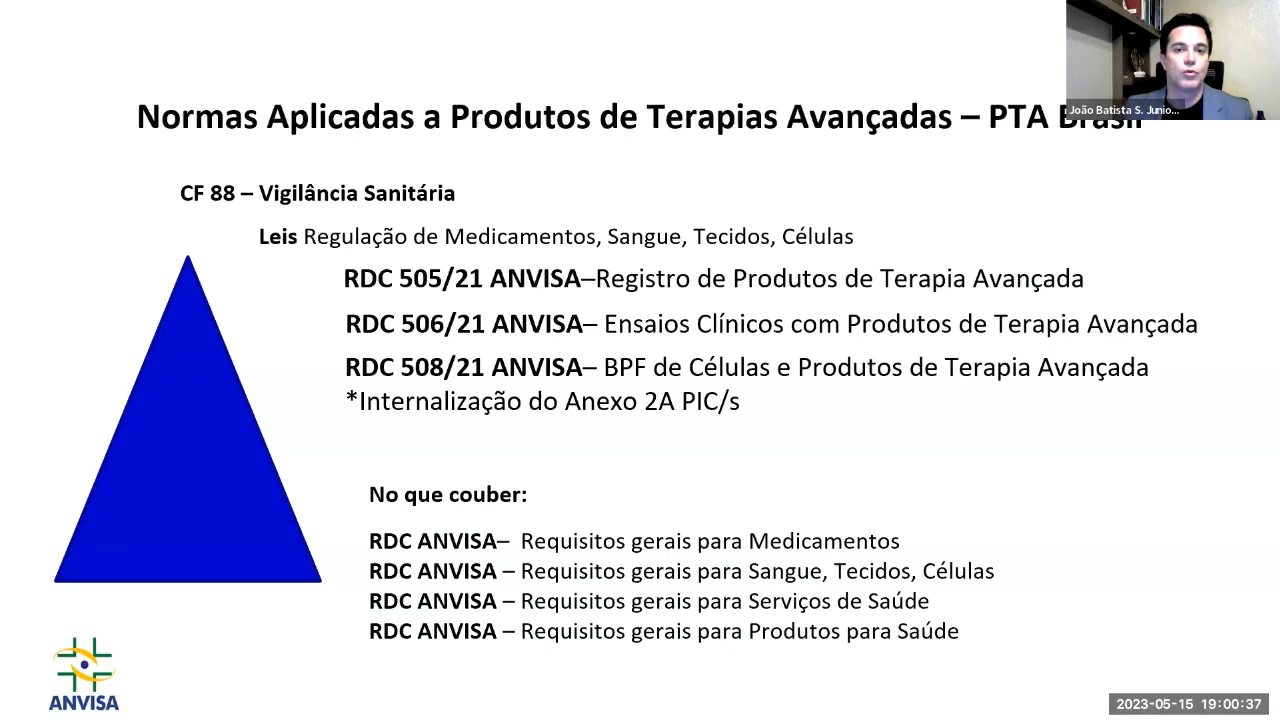 João Batista S. Junio...
Normas Aplicadas a Produtos de Terapias Avançadas – PTA Brasil
CF 88 – Vigilância Sanitária
Leis Regulação de Medicamentos, Sangue, Tecidos, Células
RDC 505/21 ANVISA–Registro de Produtos de Terapia Avançada
RDC 506/21 ANVISA– Ensaios Clínicos com Produtos de Terapia Avançada
RDC 508/21 ANVISA– BPF de Células e Produtos de Terapia Avançada
*Internalização do Anexo 2A PIC/s
No que couber:
RDC ANVISA– Requisitos gerais para Medicamentos
RDC ANVISA – Requisitos gerais para Sangue, Tecidos, Células
RDC ANVISA – Requisitos gerais para Serviços de Saúde
RDC ANVISA – Requisitos gerais para Produtos para Saúde
ANVISA
2023-05-15 19:00:37